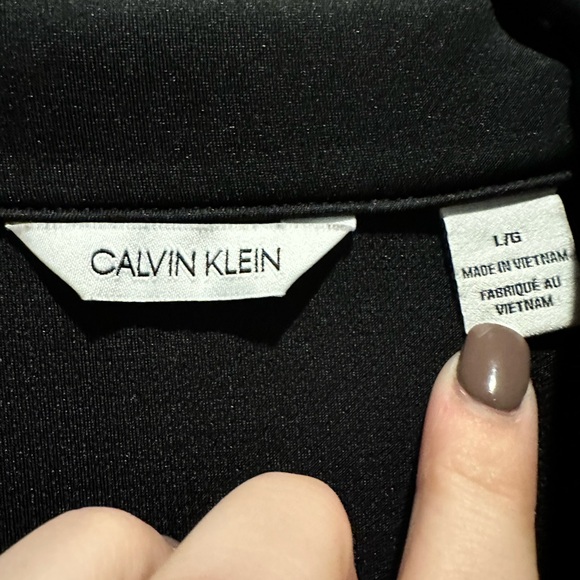 CALVIN KLEIN
L/G
MADE IN VIETNAM
FABRIQUÉ AU
VIETNAM